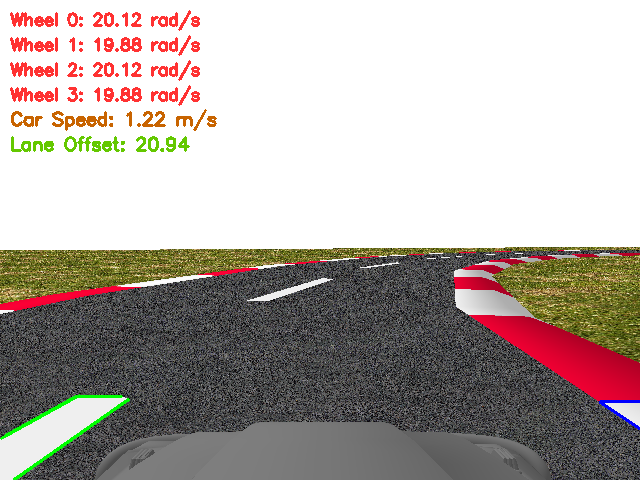 Wheel 0: 20.12 rad/s
Wheel 1: 19.88 rad/s
Wheel 2: 20.12 rad/s
Wheel 3: 19.88 rad/s
Car Speed: 1.22 m/s
Lane Offset: 20.94